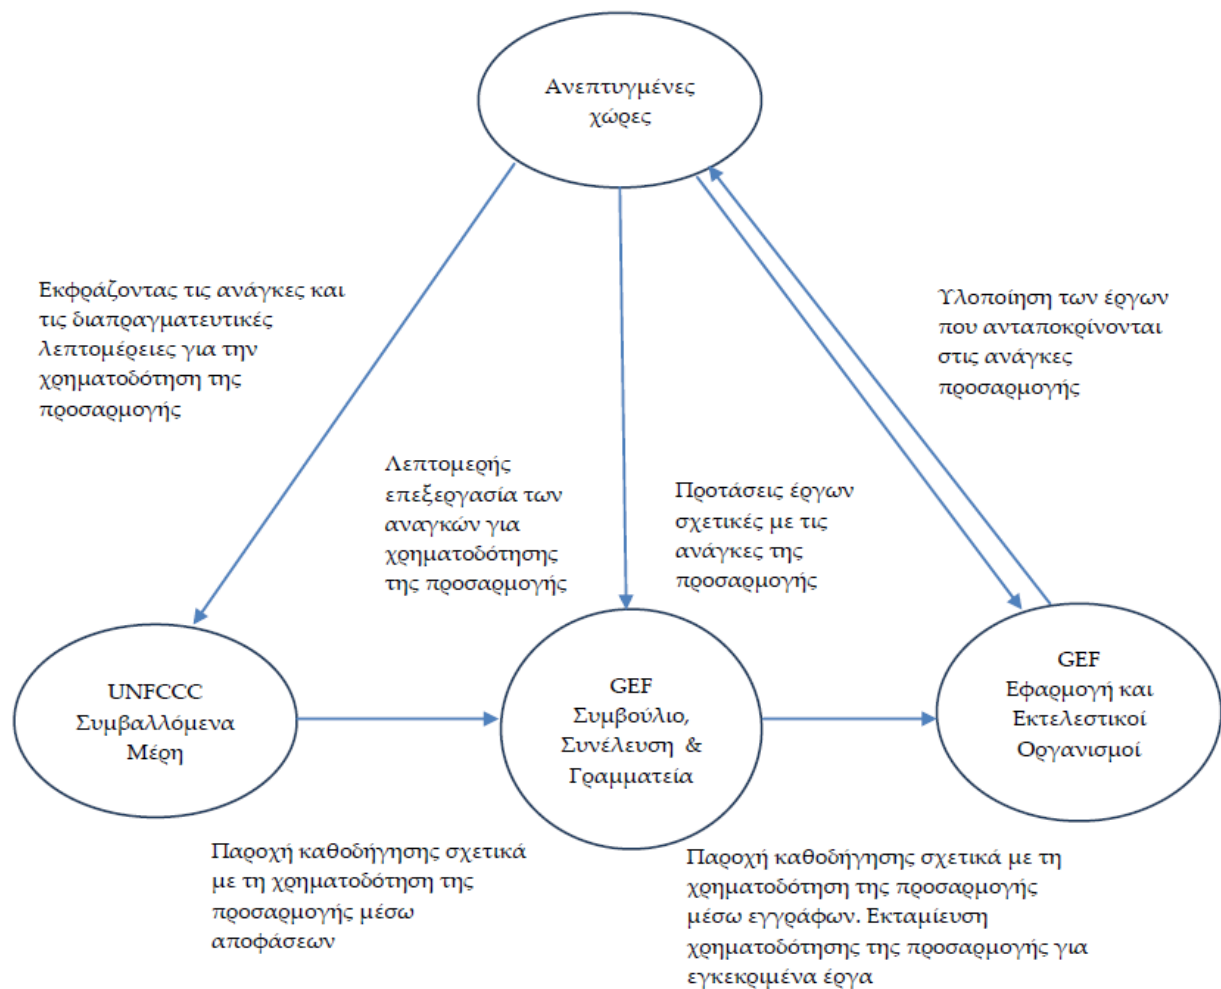 Ανεπτυγμένες
χώρες
Εκφράζοντας τις ανάγκες και
τις διαπραγματευτικές
λεπτομέρειες για την
χρηματοδότηση της
προσαρμογής
Υλοποίηση των έργων
που ανταποκρίνονται
στις ανάγκες
προσαρμογής
Λεπτομερής
επεξεργασία των
αναγκών για
χρηματοδότησης
της προσαρμογής
Προτάσεις έργων
σχετικές με τις
ανάγκες της
προσαρμογής
UNFCCC
Συμβαλλόμενα
Μέρη
GEF
Συμβούλιο,
Συνέλευση &
Γραμματεία
GEF
Εφαρμογή και
Εκτελεστικοί
Οργανισμοί
Παροχή καθοδήγησης σχετικά
με τη χρηματοδότηση της
προσαρμογής μέσω
αποφάσεων
Παροχή καθοδήγησης σχετικά με τη
χρηματοδότηση της προσαρμογής
μέσω εγγράφων. Εκταμίευση
χρηματοδότησης της προσαρμογής για
εγκεκριμένα έργα